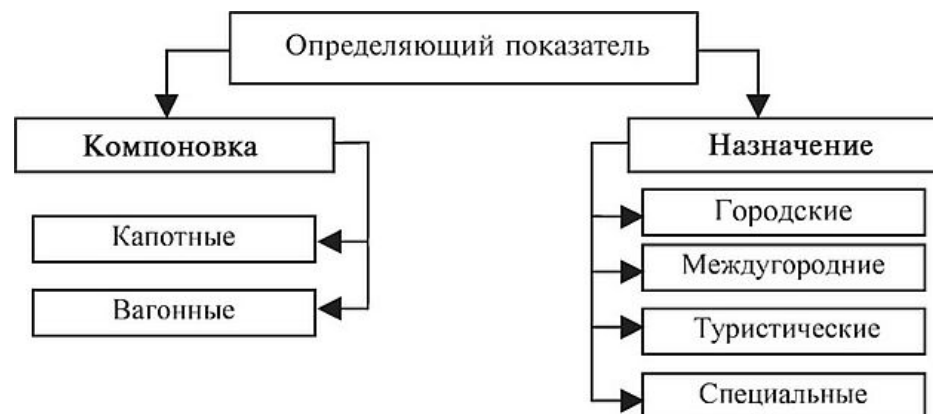 Определяющий показатель
Компоновка
Капотные
Вагонные
Назначение
Городские
Междугородние
Туристические
Специальные